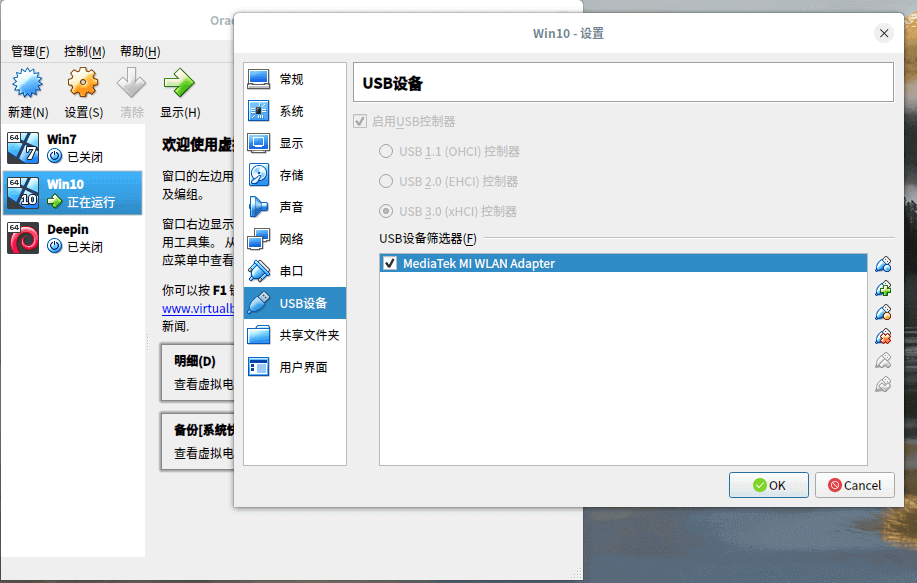 Ora
Win10 - 设置
管理(F) 控制(M) 帮助(H)
新建(N) 设置(S) 清除 显示(H)
64
7
Win7
已关闭
64
10
Win10
正在运行
64
Deepin
已关闭
欢迎使用虚
窗口的左边用
及编组。
窗口右边显示
用工具集。 从
应菜单中查看
你可以按 F1 键
www.virtualb
新闻.
明细(D)
查看虚拟电
备份[系统快
查看虚拟电
常规
系统
显示
存储
声音
网络
串口
USB设备
共享文件夹
用户界面
USB设备
启用USB控制器
USB 1.1 (OHCI) 控制器
USB 2.0 (EHCI) 控制器
USB 3.0 (xHCI) 控制器
USB设备筛选器(F)
MediaTek MI WLAN Adapter
OK
Cancel